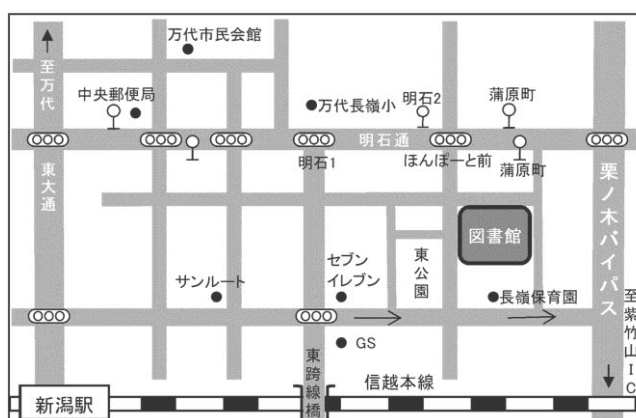 万代市民会館
至万代
中央郵便局
万代長嶺小
明石2
蒲原町
明石通
明石1
ほんぽーと前
蒲原町
東大通
栗ノ木バイパス
図書館
東公園
セブン
イレブン
サンルート
長嶺保育園
至紫竹山IC
GS
東跨線橋
信越本線
新潟駅